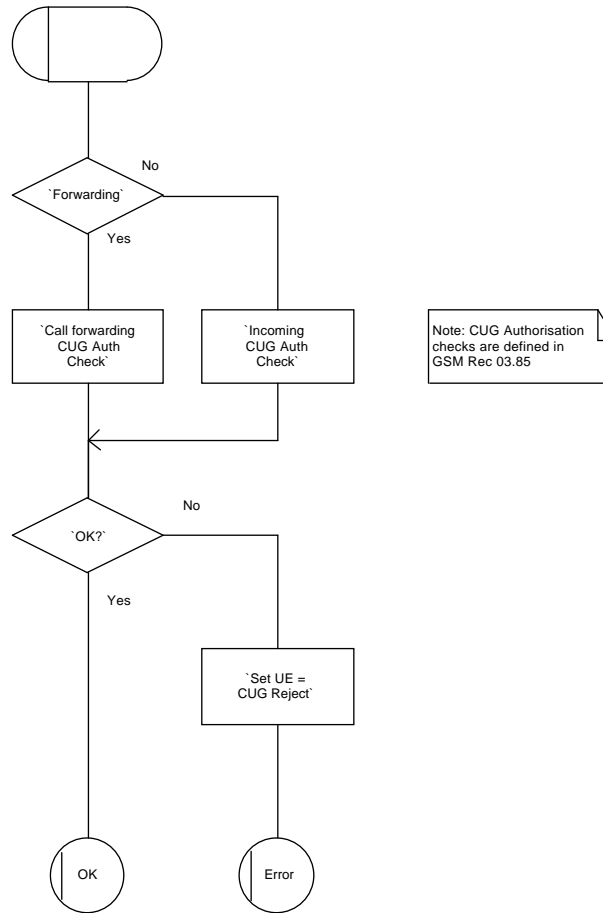 No
`Forwarding`
Yes
`Call forwarding
CUG Auth
Check`
`Incoming
CUG Auth
Check`
Note: CUG Authorisation
checks are defined in
GSM Rec 03.85
No
`OK?`
Yes
`Set UE =
CUG Reject`
OK
Error